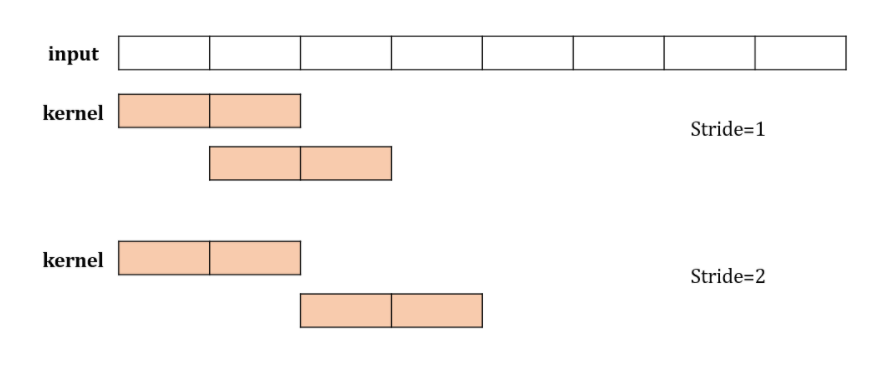 input
kernel
Stride=1
kernel
Stride=2